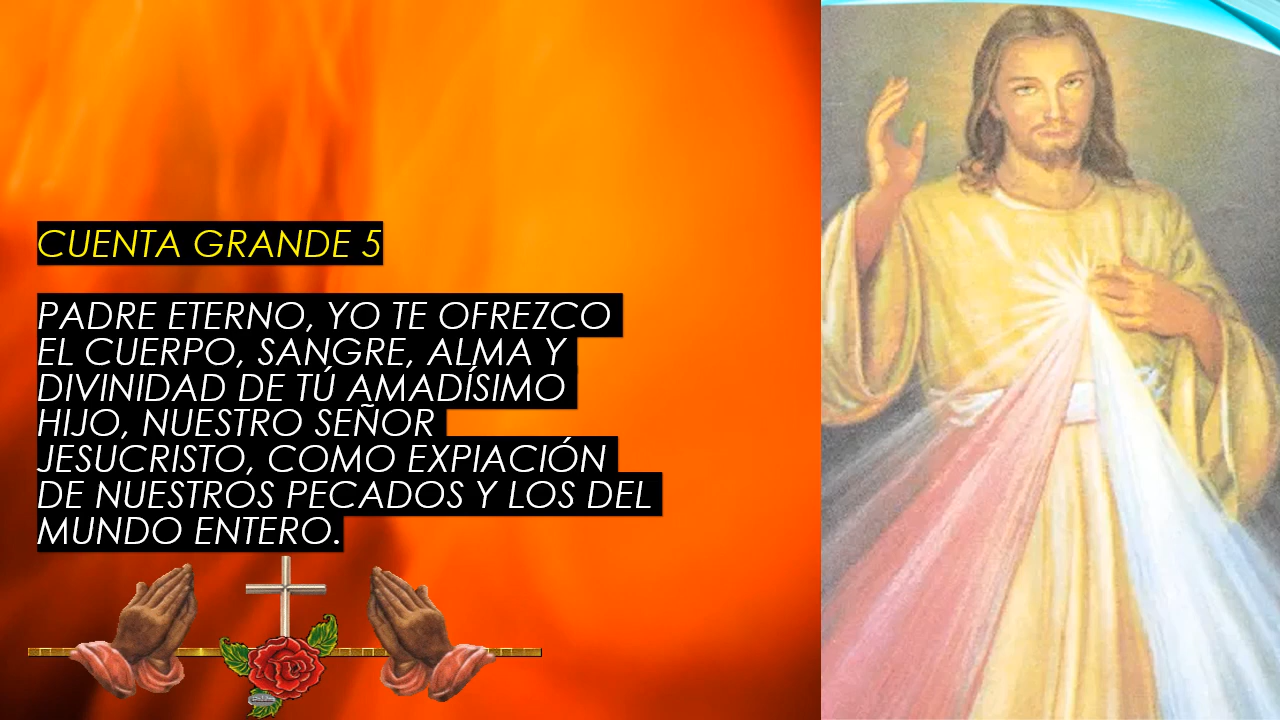 CUENTA GRANDE 5
PADRE ETERNO, YO TE OFREZCO
EL CUERPO, SANGRE, ALMA Y
DIVINIDAD DE TÚ AMADÍSIMO
HIJO, NUESTRO SEÑOR
JESUCRISTO, COMO EXPIACIÓN
DE NUESTROS PECADOS Y LOS DEL
MUNDO ENTERO.